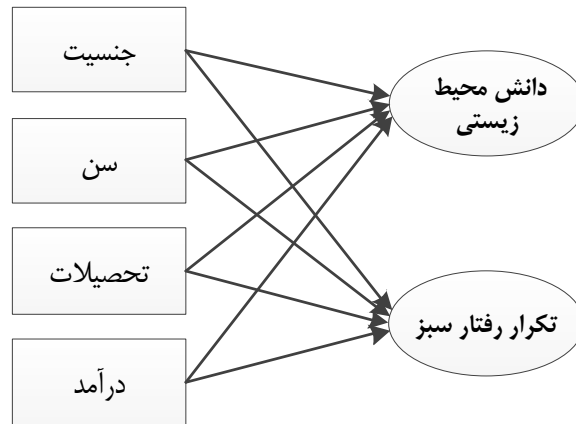 جنسیت
سن
تحصیلات
درآمد
دانش محیط
زیستی
تکرار رفتار سبز